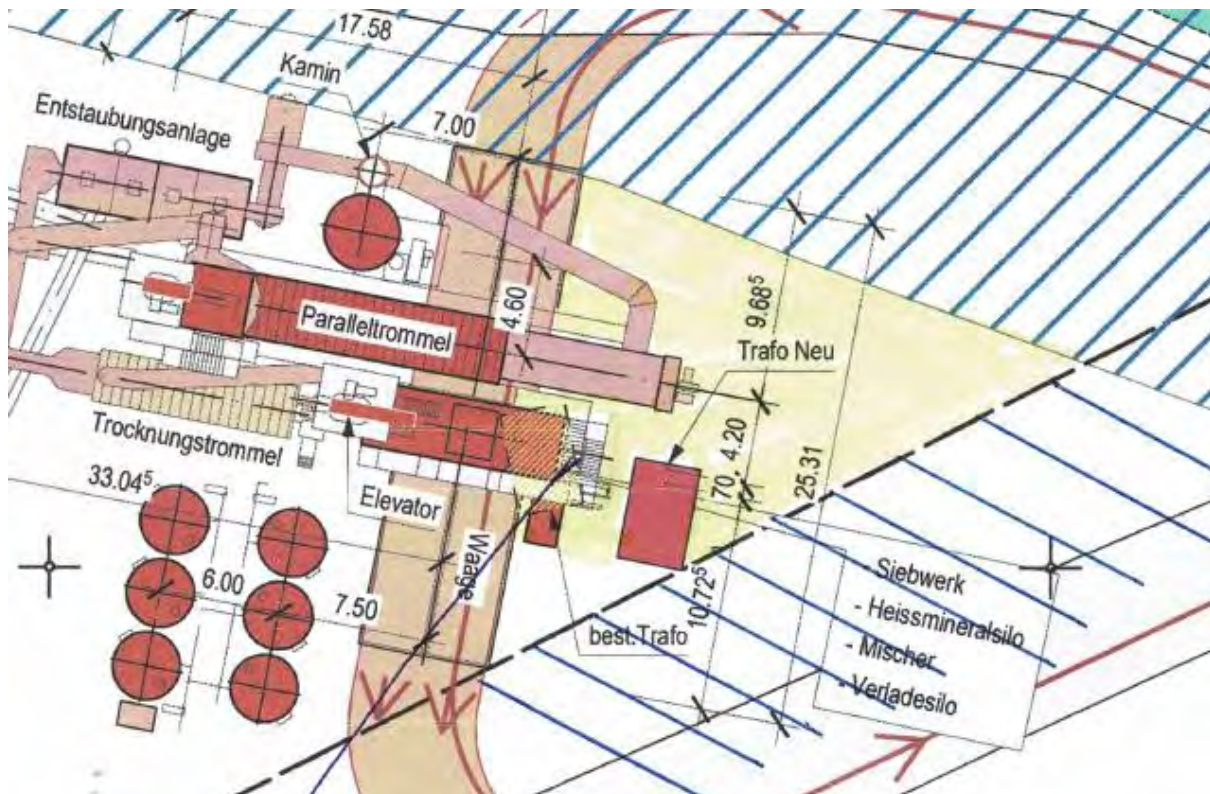 17.58
Kamin
7.00
Entstaubungsanlage
9.68⁵
4.60
Paralleltrommel
Trafo Neu
Trocknungstrommel
4.20
70
25.31
33.04⁵
Elevator
Waage
6.00
7.50
best.Trafo
10.72⁵
- Siebwerk
- Heissmineralsilo
- Mischer
- Verladesilo